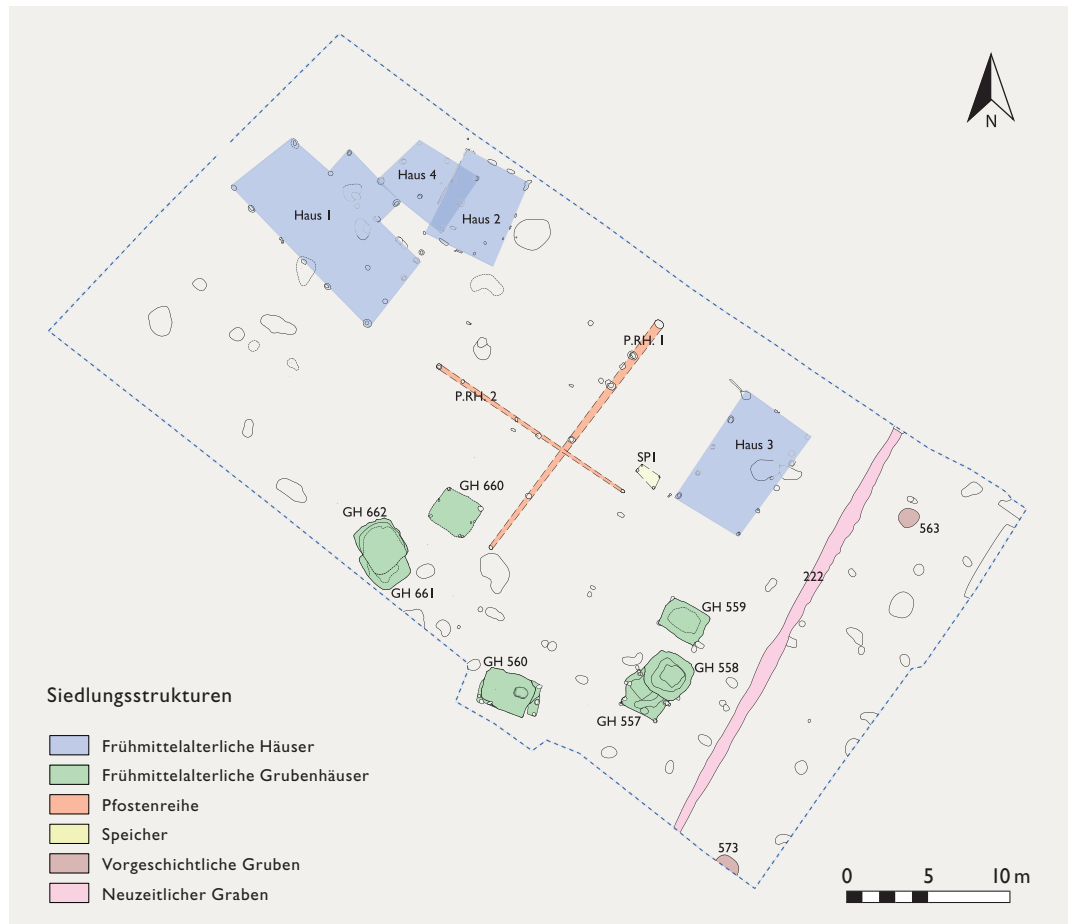 N
Haus 4
Haus 1
Haus 2
P.RH. 1
P.RH. 2
Haus 3
SP1
GH 660
GH 662
563
222
GH 661
GH 559
GH 560
GH 558
GH 557
Siedlungsstrukturen
Frühmittelalterliche Häuser
Frühmittelalterliche Grubenhäuser
Pfostenreihe
Speicher
Vorgeschichtliche Gruben
Neuzeitlicher Graben
573
0 5 10 m